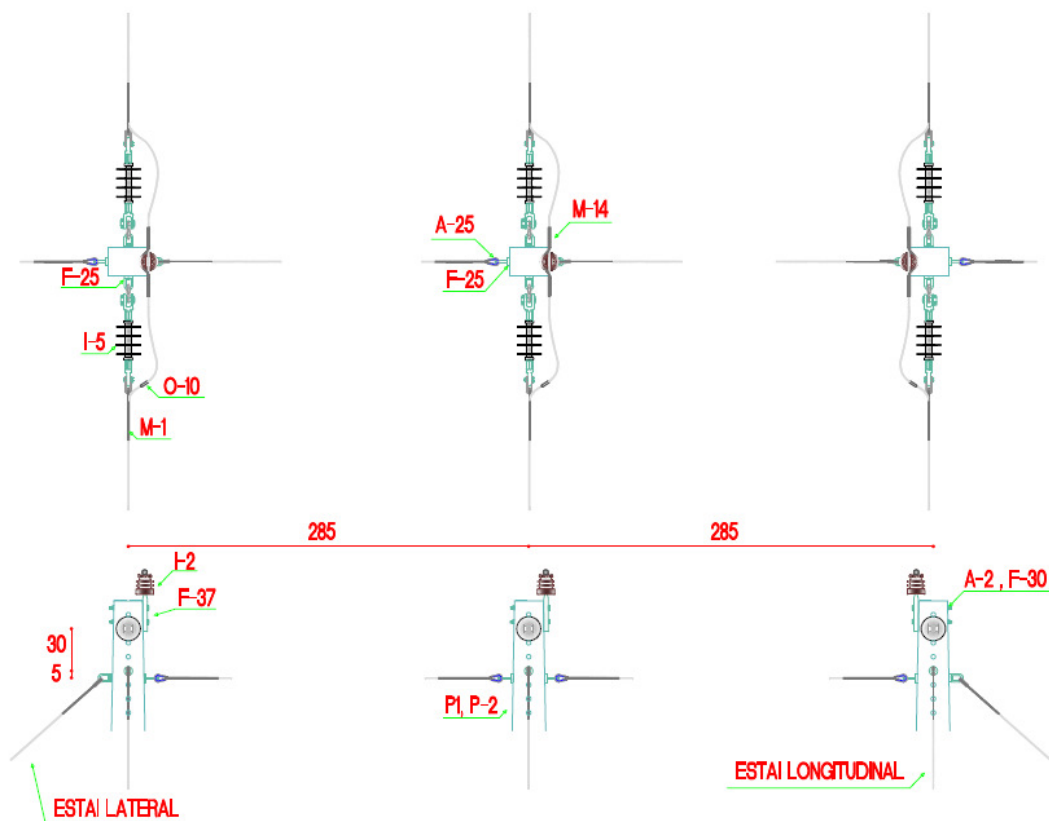 A-25
M-14
F-25
F-25
I-5
O-10
M-1
285
285
I-2
F-37
A-2 , F-30
30
5
P1, P-2
ESTAI LONGITUDINAL
ESTAI LATERAL